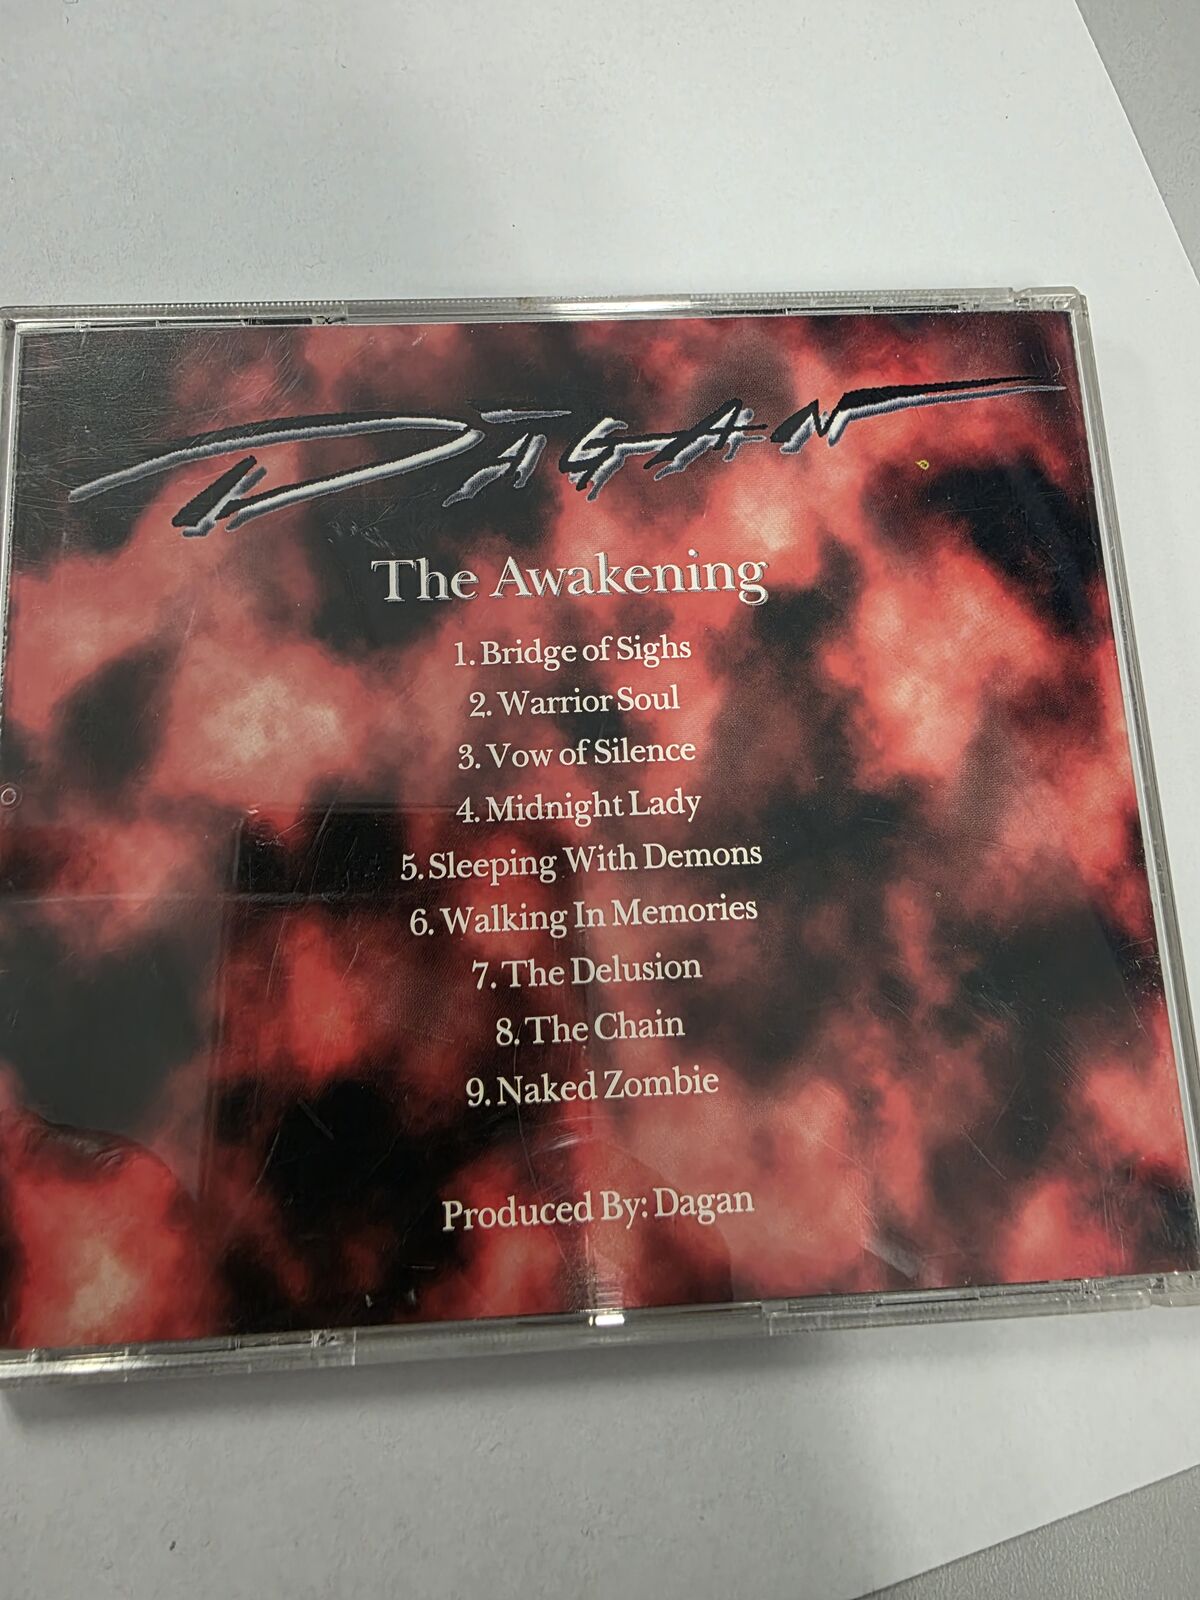 DAGAN
The Awakening
1. Bridge of Sighs
2. Warrior Soul
3. Vow of Silence
4. Midnight Lady
5. Sleeping With Demons
6. Walking In Memories
7. The Delusion
8. The Chain
9. Naked Zombie
Produced By: Dagan